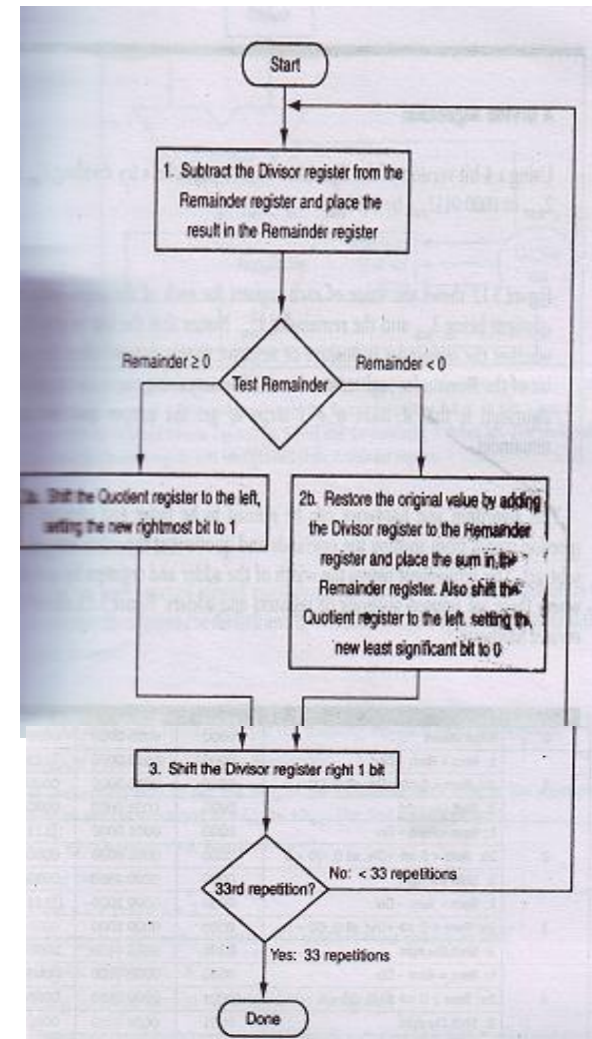 Start
1. Subtract the Divisor register from the
Remainder register and place the
result in the Remainder register
Remainder ≥ 0
Remainder < 0
Test Remainder
Shift the Quotient register to the left,
setting the new rightmost bit to 1
2b. Restore the original value by adding
the Divisor register to the Remainder
register and place the sum in the
Remainder register. Also shift the
Quotient register to the left, setting the
new least significant bit to 0
3. Shift the Divisor register right 1 bit
33rd repetition?
No: < 33 repetitions
Yes: 33 repetitions
Done